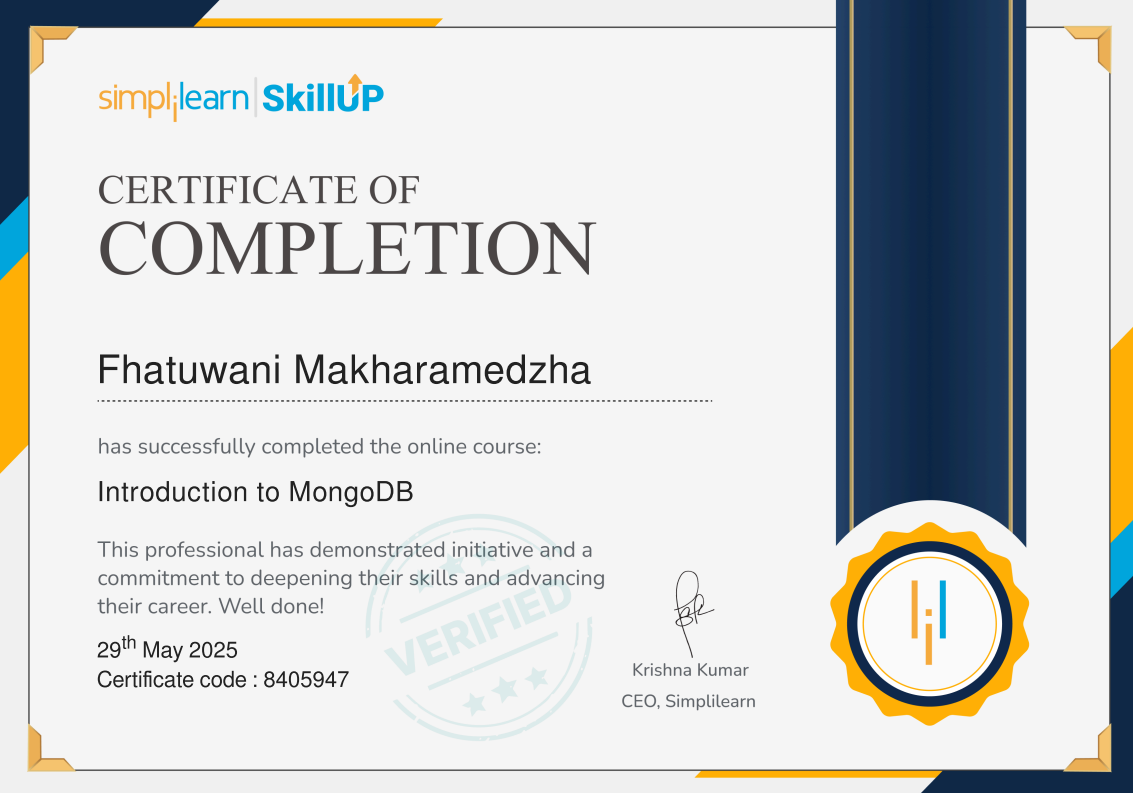 simplilearn | SkillUP
CERTIFICATE OF
COMPLETION
Fhatuwani Makharamedzha
has successfully completed the online course:
Introduction to MongoDB
This professional has demonstrated initiative and a
commitment to deepening their skills and advancing
their career. Well done!
29th May 2025
Certificate code : 8405947
VERIFIED
Krishna Kumar
CEO, Simplilearn